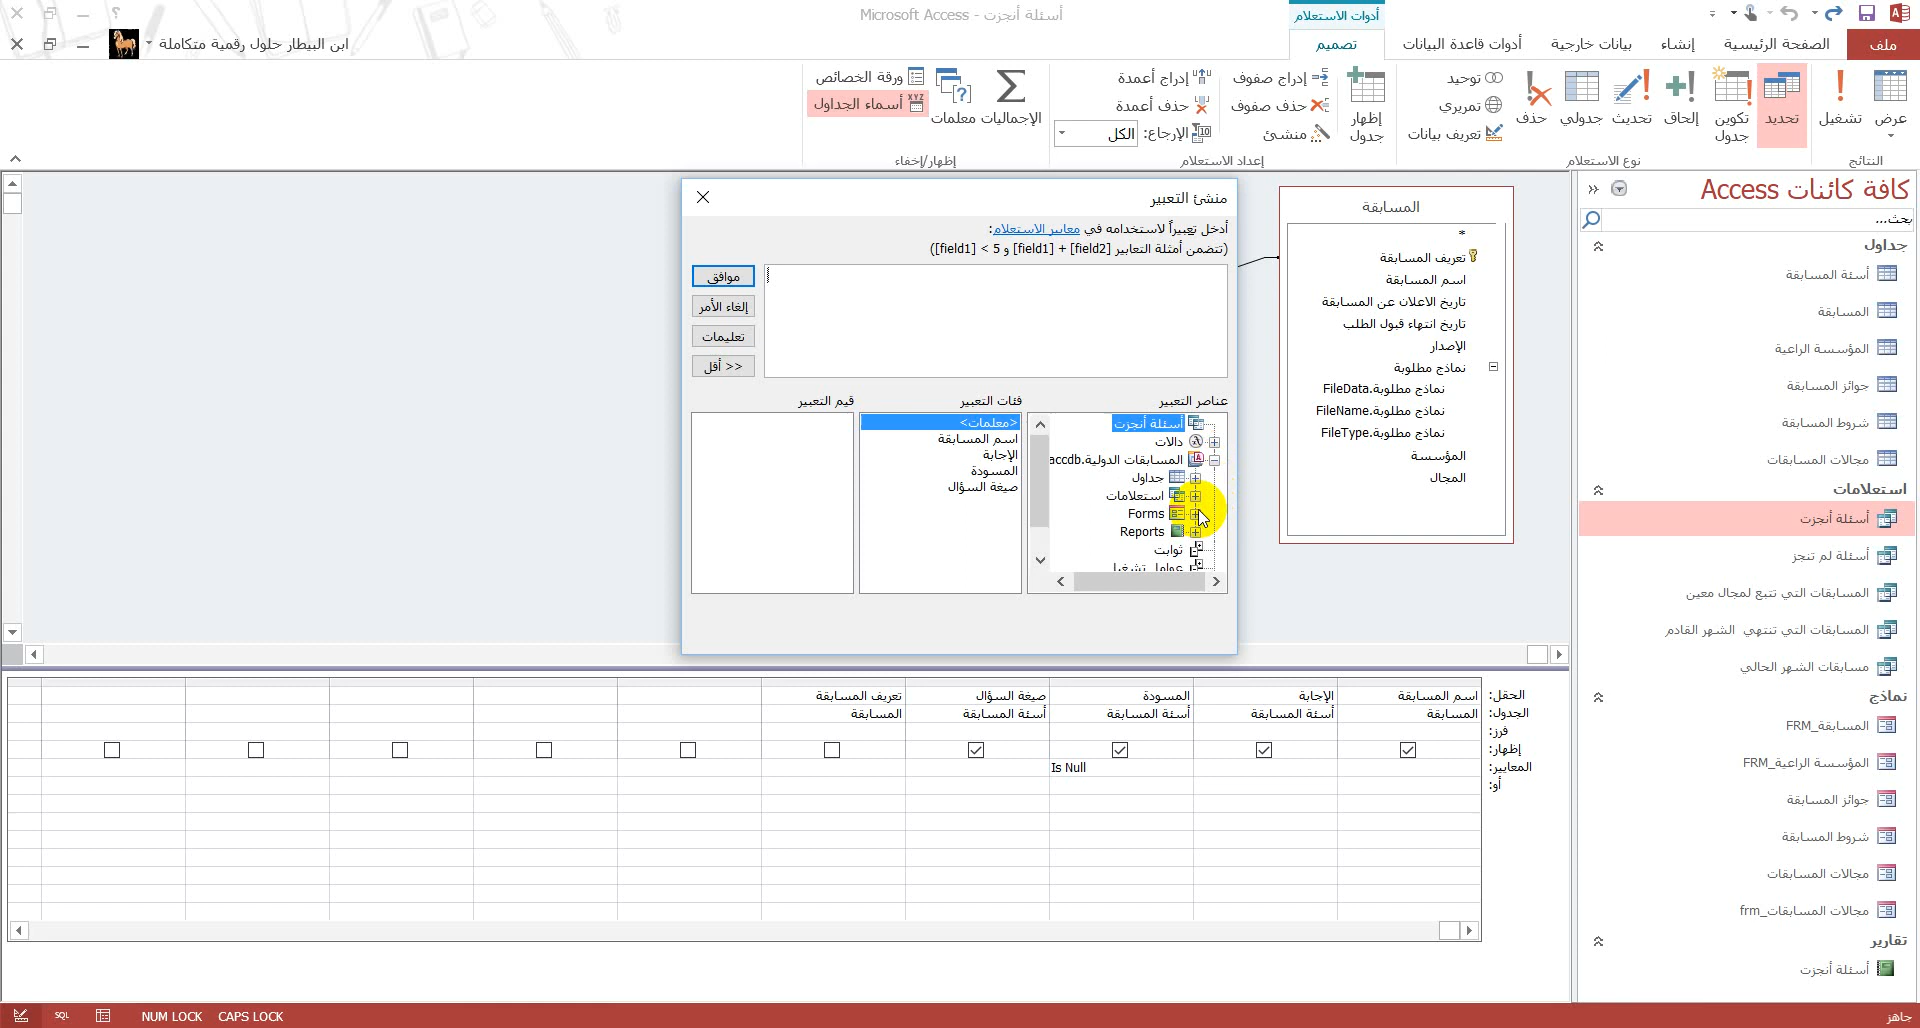 أسئلة أنجزت - Microsoft Access
أدوات الاستعلام
ملف
الصفحة الرئيسية
إنشاء
بيانات خارجية
أدوات قاعدة البيانات
تصميم
ابن البيطار حلول رقمية متكاملة
عرض
تشغيل
تحديد
تكوين جدول
إلحاق
تحديث
جدولي
حذف
توحيد
تمريري
تعريف بيانات
إظهار جدول
إدراج صفوف
حذف صفوف
منشئ
إدراج أعمدة
حذف أعمدة
الإرجاع: الكل
الإجماليات
معلمات
ورقة الخصائص
أسماء الجداول
النتائج
نوع الاستعلام
إعداد الاستعلام
إظهار/إخفاء
كافة كائنات Access
بحث...
جداول
أسئة المسابقة
المسابقة
المؤسسة الراعية
جوائز المسابقة
شروط المسابقة
مجالات المسابقات
استعلامات
أسئلة أنجزت
أسئلة لم تنجز
المسابقات التي تتبع لمجال معين
المسابقات التي تنتهي الشهر القادم
مسابقات الشهر الحالي
نماذج
المسابقة_FRM
المؤسسة الراعية_FRM
جوائز المسابقة
شروط المسابقة
مجالات المسابقات
مجالات المسابقات_frm
تقارير
أسئلة أنجزت
المسابقة
*
تعريف المسابقة
اسم المسابقة
تاريخ الاعلان عن المسابقة
تاريخ انتهاء قبول الطلب
الإصدار
نماذج مطلوبة
نماذج مطلوبة.FileData
نماذج مطلوبة.FileName
نماذج مطلوبة.FileType
المؤسسة
المجال
منشئ التعبير
أدخل تعبيراً لاستخدامه في معايير الاستعلام:
(تتضمن أمثلة التعابير [field1] + [field2] و [field1] < 5)
موافق
إلغاء الأمر
تعليمات
<< أقل
عناصر التعبير
أسئلة أنجزت
دالات
المسابقات الدولية.accdb
جداول
استعلامات
Forms
Reports
ثوابت
عوامل تشغيل
فئات التعبير
<معلمات>
اسم المسابقة
الإجابة
المسودة
صيغة السؤال
قيم التعبير
الحقل: اسم المسابقة الإجابة المسودة صيغة السؤال تعريف المسابقة
الجدول: المسابقة أسئة المسابقة أسئة المسابقة أسئة المسابقة المسابقة
فرز:
إظهار:
المعايير: Is Null
أو:
جاهز
CAPS LOCK
NUM LOCK
SQL